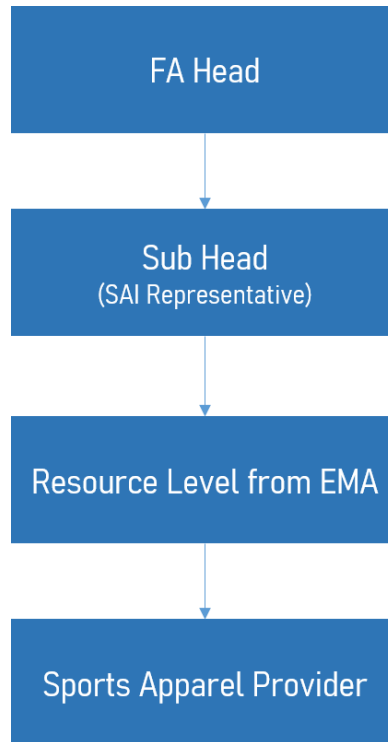 FA Head
Sub Head
(SAI Representative)
Resource Level from EMA
Sports Apparel Provider